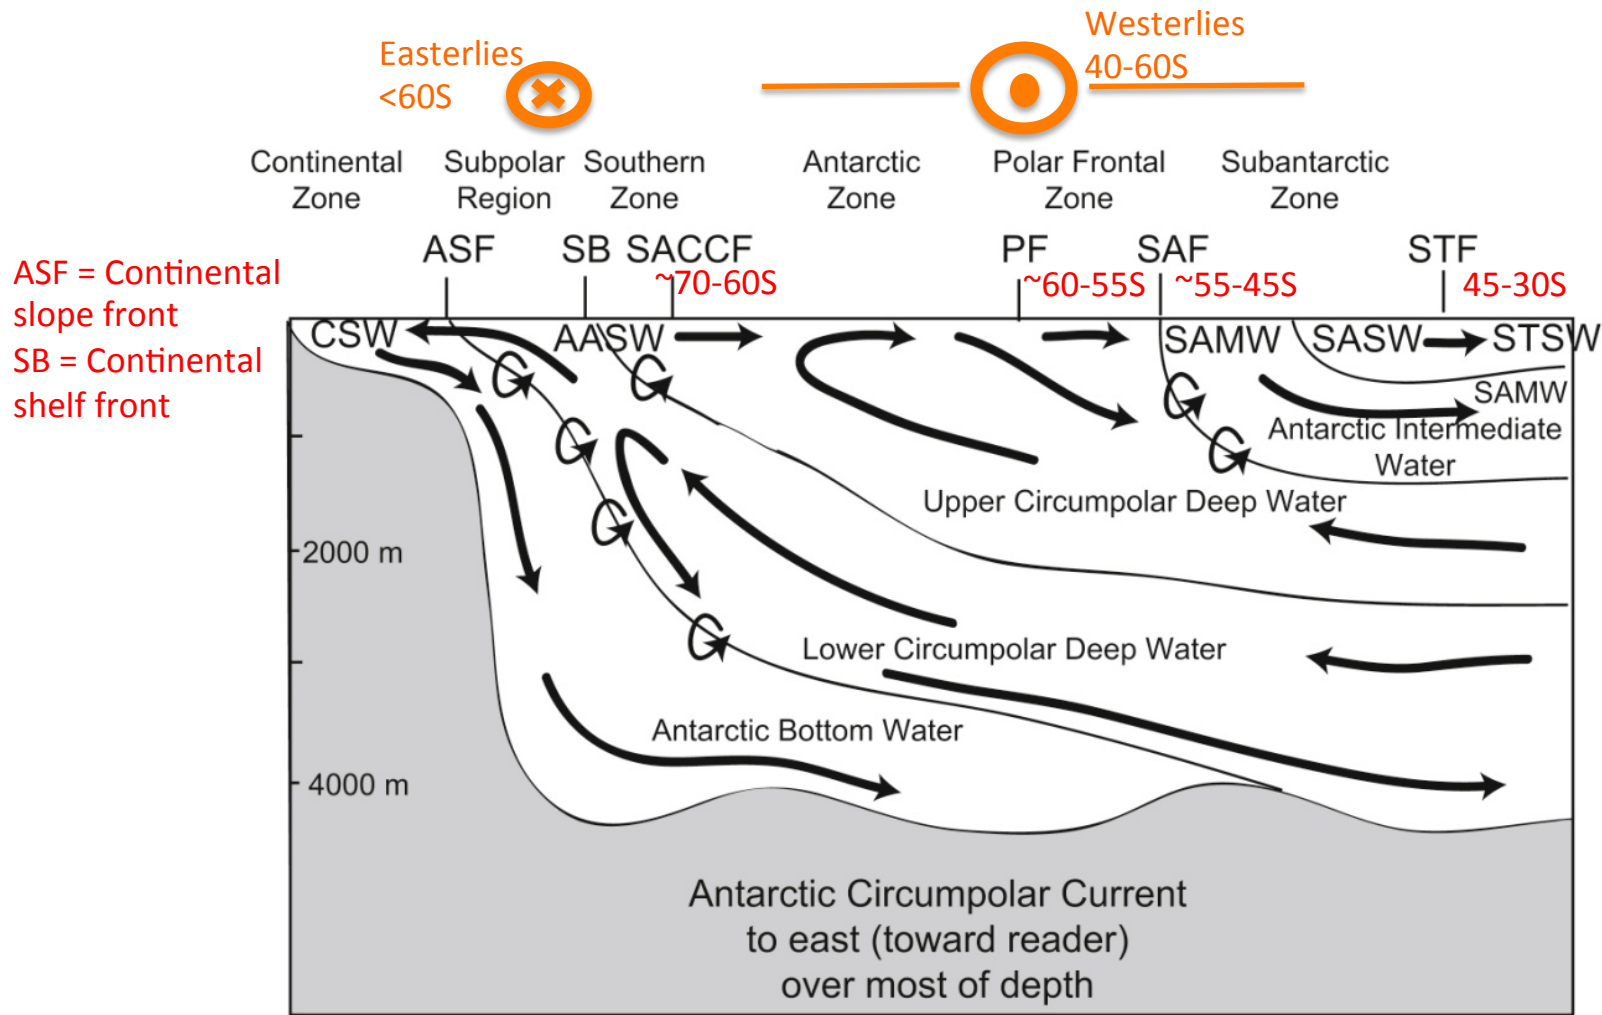 Easterlies
<60S
Westerlies
40-60S
Continental
Zone
Subpolar
Region
Southern
Zone
Antarctic
Zone
Polar Frontal
Zone
Subantarctic
Zone
ASF
SB
SACCF
PF
SAF
STF
~70-60S
~60-55S
~55-45S
45-30S
ASF = Continental
slope front
SB = Continental
shelf front
CSW
AASW
SAMW
SASW
STSW
SAMW
Antarctic Intermediate
Water
Upper Circumpolar Deep Water
2000 m
Lower Circumpolar Deep Water
Antarctic Bottom Water
4000 m
Antarctic Circumpolar Current
to east (toward reader)
over most of depth